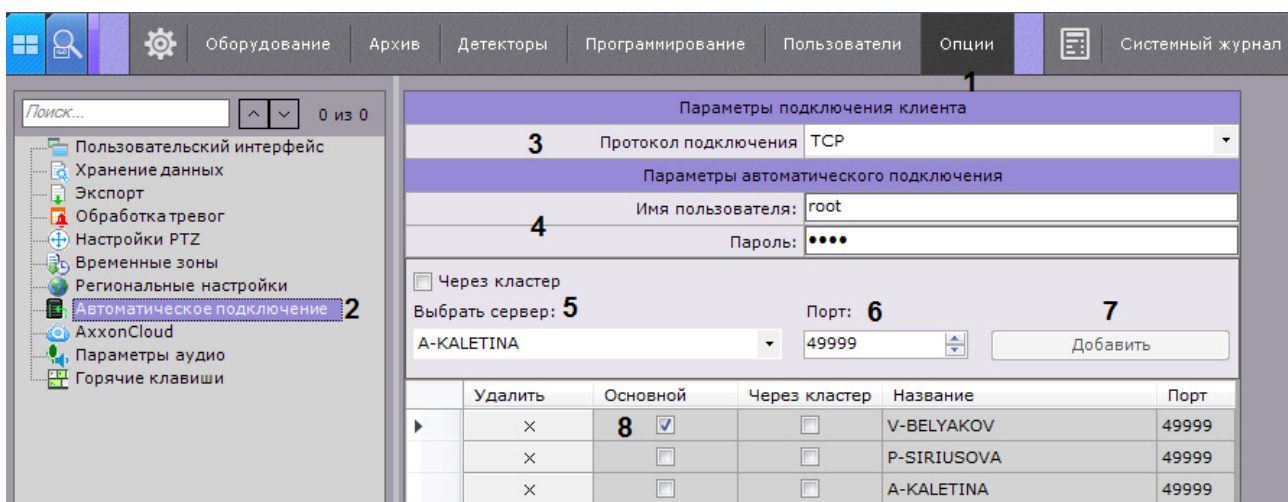 Оборудование Архив Детекторы Программирование Пользователи Опции Системный журнал
1
Поиск... 0 из 0
Пользовательский интерфейс
Хранение данных
Экспорт
Обработка тревог
Настройки PTZ
Временные зоны
Региональные настройки
Автоматическое подключение 2
AxxonCloud
Параметры аудио
Горячие клавиши
Параметры подключения клиента
3 Протокол подключения TCP
Параметры автоматического подключения
4 Имя пользователя: root
Пароль: ••••
Через кластер
Выбрать сервер: 5 Порт: 6 7
A-KALETINA 49999 Добавить
Удалить Основной Через кластер Название Порт
8 V-BELYAKOV 49999
P-SIRIUSOVA 49999
A-KALETINA 49999